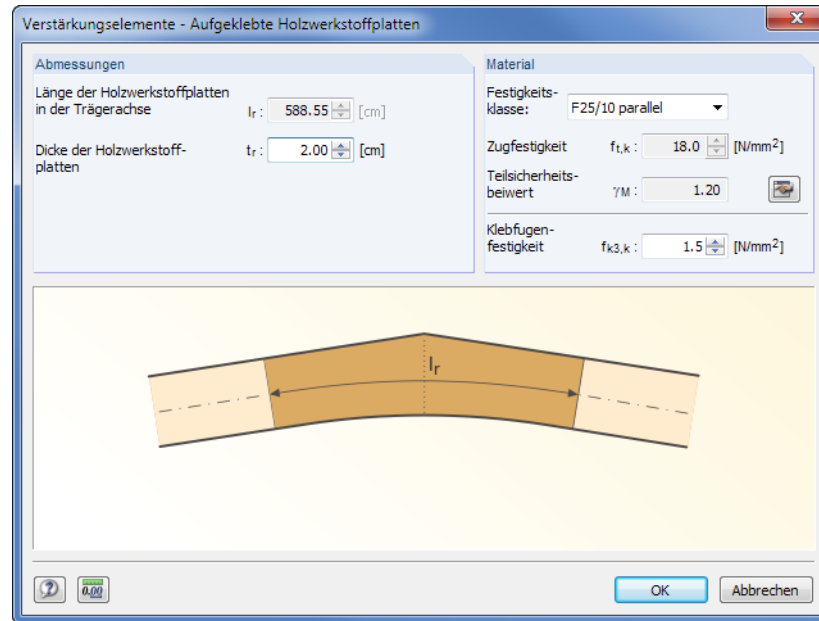 Verstärkungselemente - Aufgeklebte Holzwerkstoffplatten
Abmessungen
Länge der Holzwerkstoffplatten
in der Trägerachse lr : 588.55 [cm]
Dicke der Holzwerkstoff-
platten tr : 2.00 [cm]
Material
Festigkeits-
klasse: F25/10 parallel
Zugfestigkeit ft,k : 18.0 [N/mm²]
Teilsicherheits-
beiwert γM : 1.20
Klebfugen-
festigkeit fk3,k : 1.5 [N/mm²]
lr
0.00
OK Abbrechen